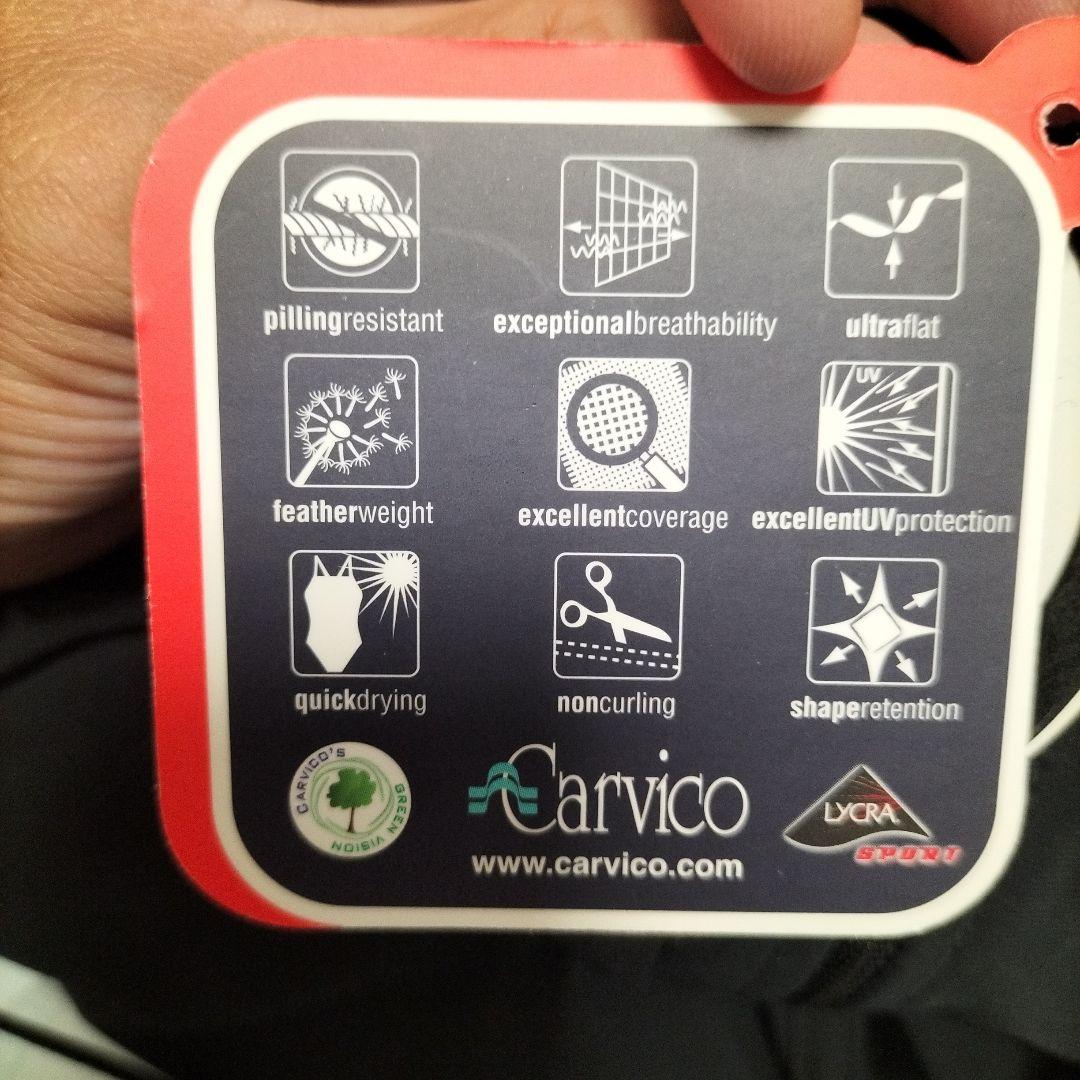 pillingresistant
exceptionalbreathability
ultraflat
UV
featherweight
excellentcoverage
excellentUVprotection
quickdrying
noncurling
shaperetention
CARVICO'S
GREEN VISION
Carvico
www.carvico.com
LYCRA
SPORT